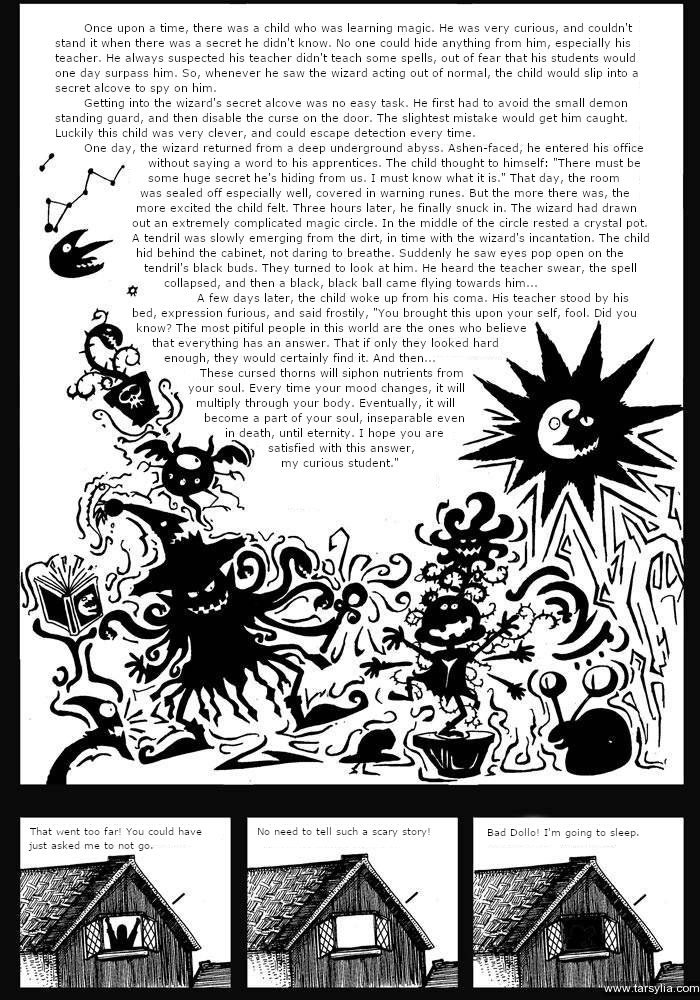 Once upon a time, there was a child who was learning magic. He was very curious, and couldn't
stand it when there was a secret he didn't know. No one could hide anything from him, especially his
teacher. He always suspected his teacher didn't teach some spells, out of fear that his students would
one day surpass him. So, whenever he saw the wizard acting out of normal, the child would slip into a
secret alcove to spy on him.
Getting into the wizard's secret alcove was no easy task. He first had to avoid the small demon
standing guard, and then disable the curse on the door. The slightest mistake would get him caught.
Luckily this child was very clever, and could escape detection every time.
One day, the wizard returned from a deep underground abyss. Ashen-faced, he entered his office
without saying a word to his apprentices. The child thought to himself: "There must be
some huge secret he's hiding from us. I must know what it is." That day, the room
was sealed off especially well, covered in warning runes. But the more there was, the
more excited the child felt. Three hours later, he finally snuck in. The wizard had drawn
out an extremely complicated magic circle. In the middle of the circle rested a crystal pot.
A tendril was slowly emerging from the dirt, in time with the wizard's incantation. The child
hid behind the cabinet, not daring to breathe. Suddenly he saw eyes pop open on the
tendril's black buds. They turned to look at him. He heard the teacher swear, the spell
collapsed, and then a black, black ball came flying towards him...
A few days later, the child woke up from his coma. His teacher stood by his
bed, expression furious, and said frostily, "You brought this upon your self, fool. Did you
know? The most pitiful people in this world are the ones who believe
that everything has an answer. That if only they looked hard
enough, they would certainly find it. And then...
These cursed thorns will siphon nutrients from
your soul. Every time your mood changes, it will
multiply through your body. Eventually, it will
become a part of your soul, inseparable even
in death, until eternity. I hope you are
satisfied with this answer,
my curious student."
That went too far! You could have
just asked me to not go.
No need to tell such a scary story!
Bad Dollo! I'm going to sleep.
www.tarsylia.com